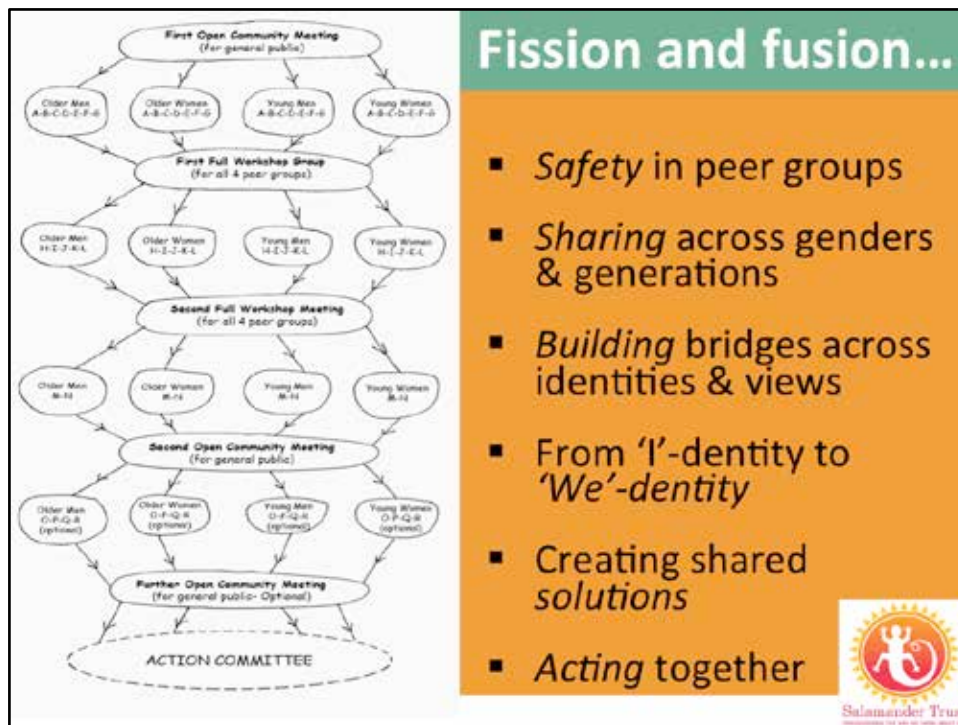 First Open Community Meeting
(for general public)
Older Men
A-B-C-D-E-F-G
Older Women
A-B-C-D-E-F-G
Young Men
A-B-C-D-E-F-G
Young Women
A-B-C-D-E-F-G
First Full Workshop Group
(for all 4 peer groups)
Older Men
H-I-J-K-L
Older Women
H-I-J-K-L
Young Men
H-I-J-K-L
Young Women
H-I-J-K-L
Second Full Workshop Meeting
(for all 4 peer groups)
Older Men
M-N
Older Women
M-N
Young Men
M-N
Young Women
M-N
Second Open Community Meeting
(for general public)
Older Men
O-P-Q-R
(optional)
Older Women
O-P-Q-R
(optional)
Young Men
O-P-Q-R
(optional)
Young Women
O-P-Q-R
(optional)
Further Open Community Meeting
(for general public- Optional)
ACTION COMMITTEE
Fission and fusion...
▪ Safety in peer groups
▪ Sharing across genders
& generations
▪ Building bridges across
identities & views
▪ From ‘I’-dentity to
‘We’-dentity
▪ Creating shared
solutions
▪ Acting together
Salamander Trus